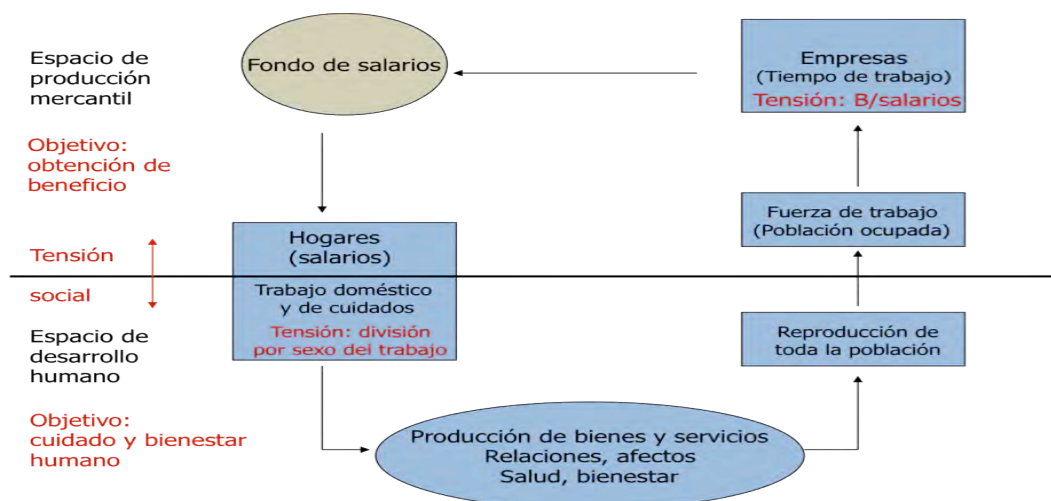 Espacio de
producción
mercantil
Objetivo:
obtención de
beneficio
Tensión
social
Espacio de
desarrollo
humano
Objetivo:
cuidado y bienestar
humano
Fondo de salarios
Hogares
(salarios)
Trabajo doméstico
y de cuidados
Tensión: división
por sexo del trabajo
Producción de bienes y servicios
Relaciones, afectos
Salud, bienestar
Empresas
(Tiempo de trabajo)
Tensión: B/salarios
Fuerza de trabajo
(Población ocupada)
Reproducción de
toda la población